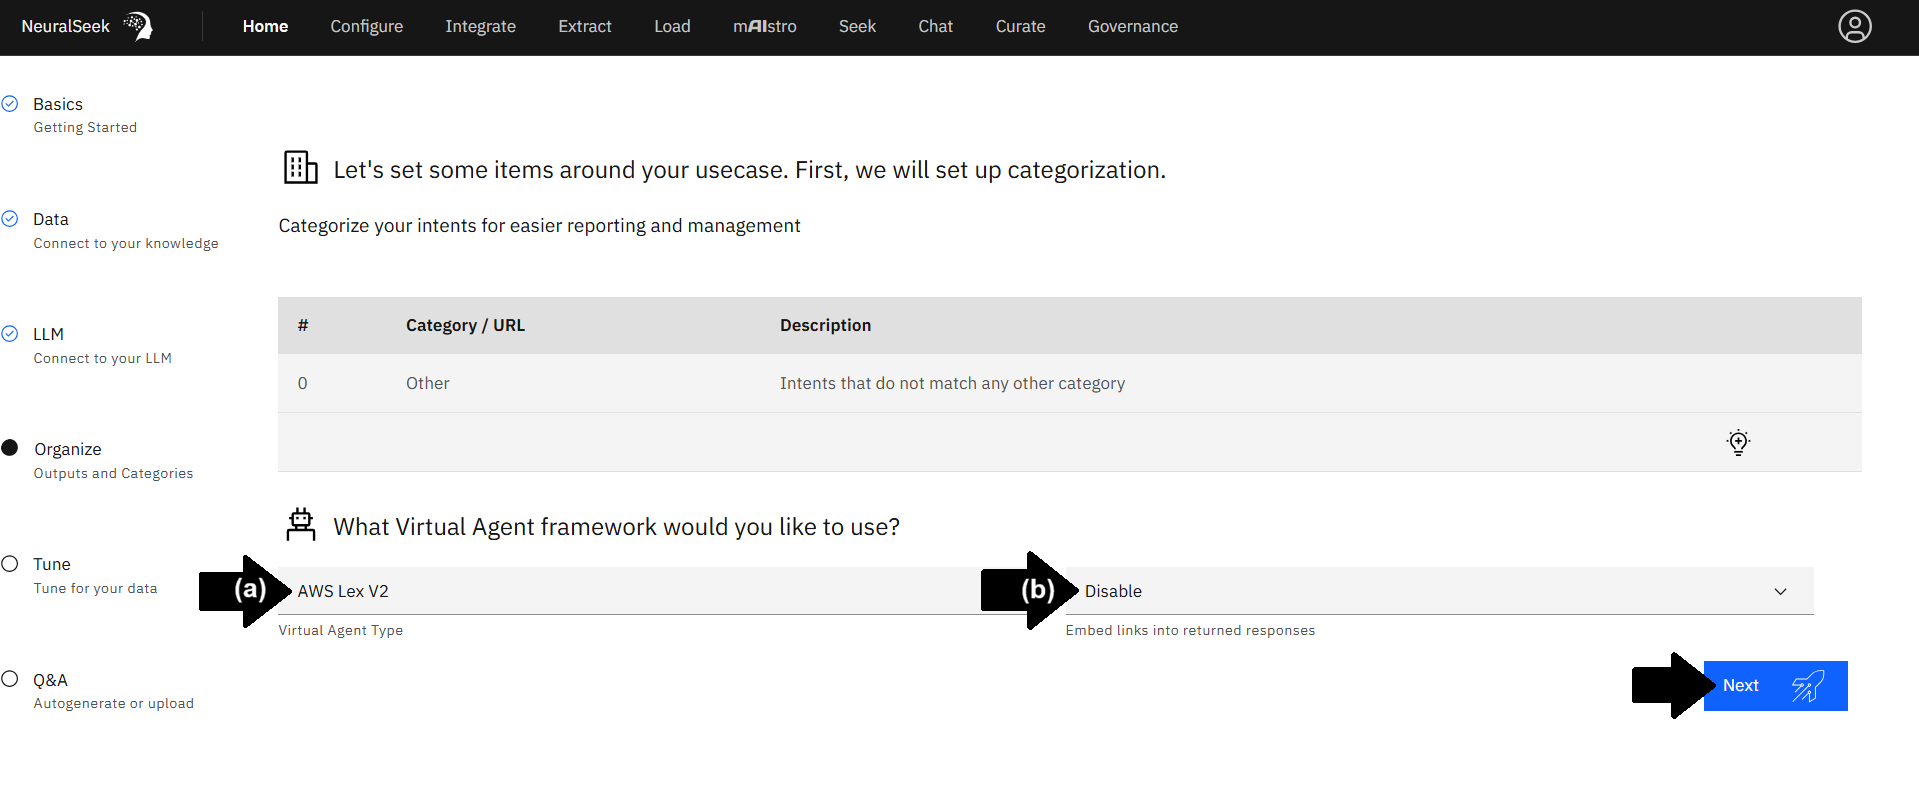 NeuralSeek Home Configure Integrate Extract Load mAIstro Seek Chat Curate Governance
Basics
Getting Started
Data
Connect to your knowledge
LLM
Connect to your LLM
Organize
Outputs and Categories
Tune
Tune for your data
Q&A
Autogenerate or upload
Let's set some items around your usecase. First, we will set up categorization.
Categorize your intents for easier reporting and management
# Category / URL Description
0 Other Intents that do not match any other category
What Virtual Agent framework would you like to use?
(a) AWS Lex V2
Virtual Agent Type
(b) Disable
Embed links into returned responses
Next